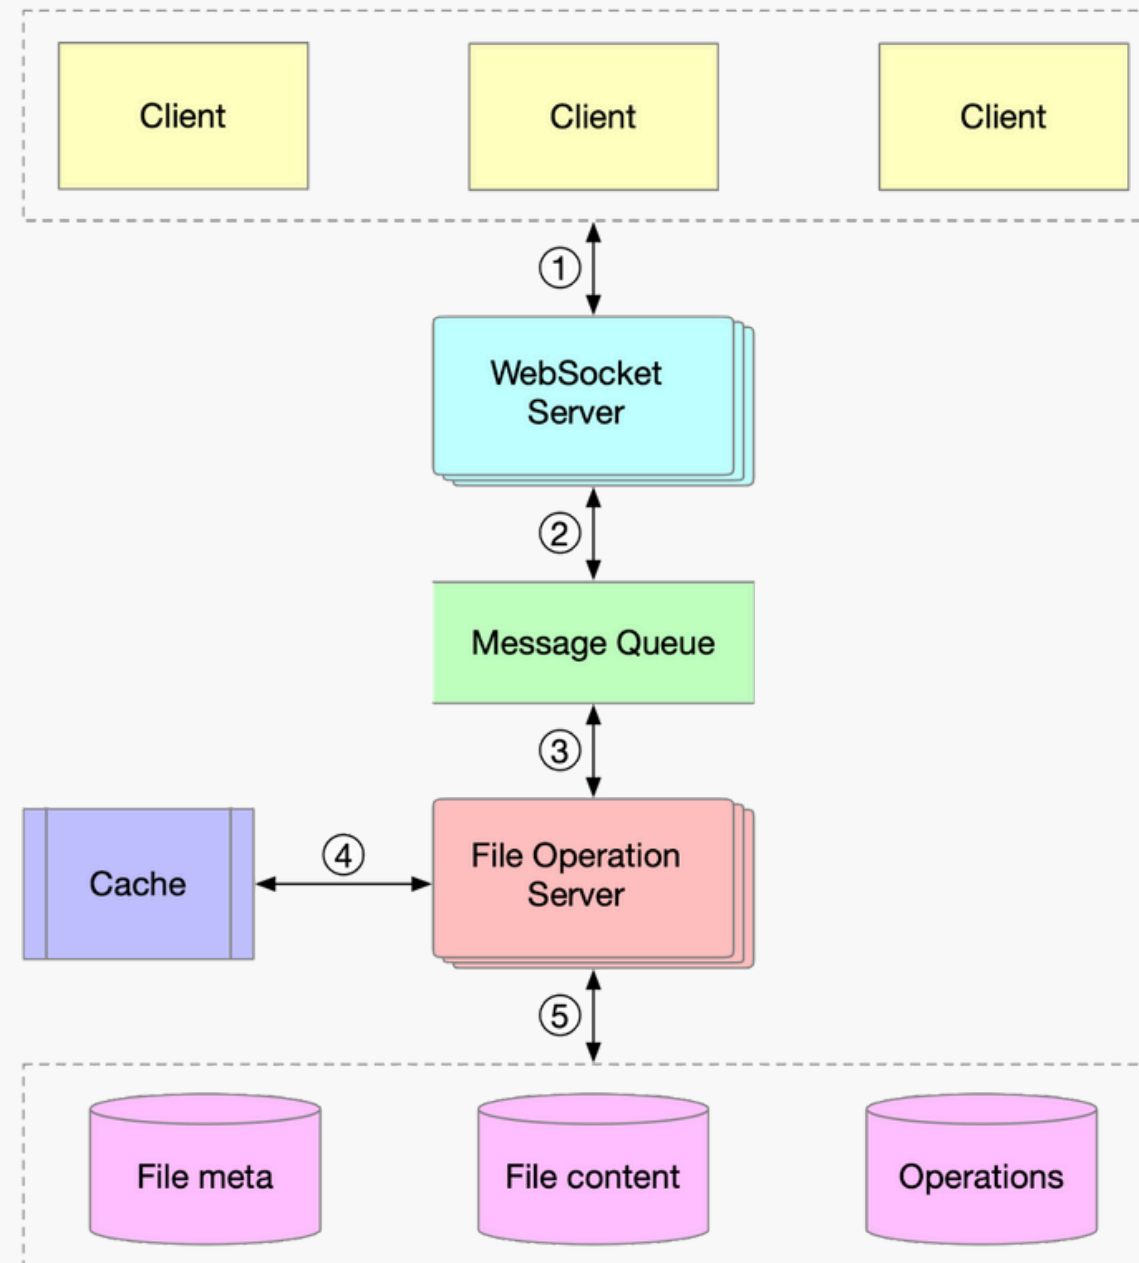 Client
Client
Client
①
WebSocket
Server
②
Message Queue
③
Cache
④
File Operation
Server
⑤
File meta
File content
Operations